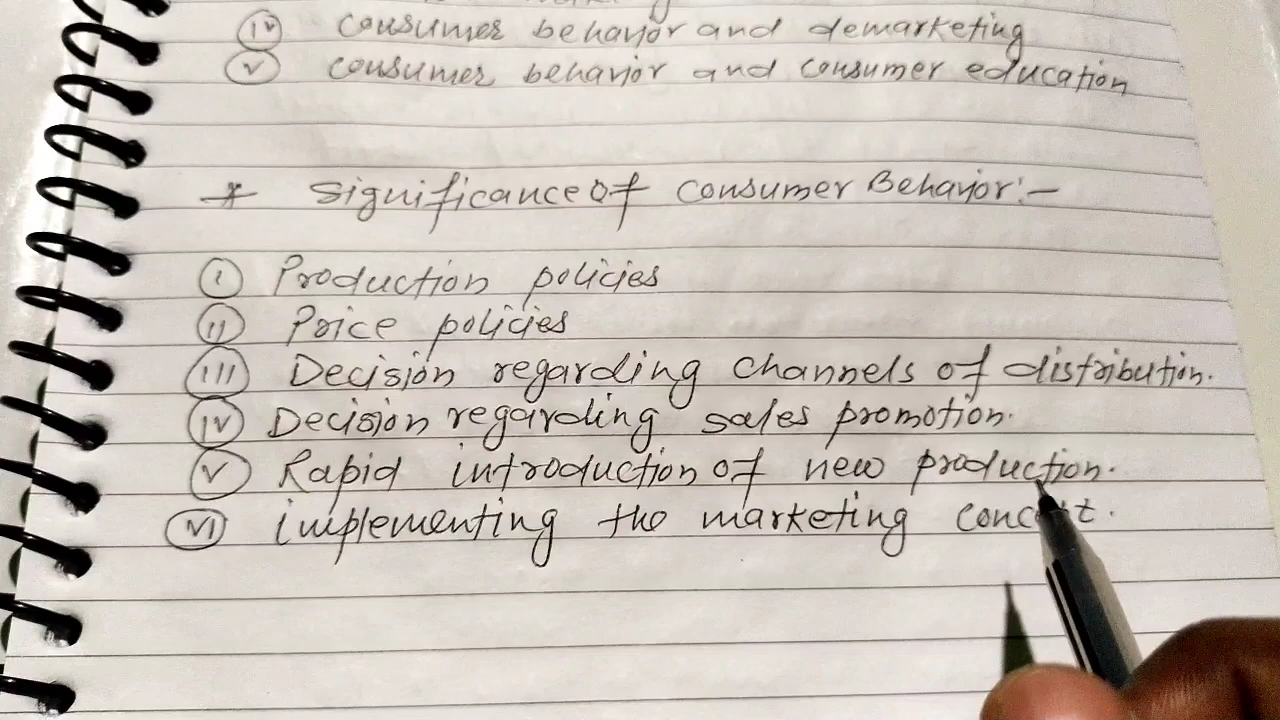 (iv) consumer behavior and demarketing
(v) consumer behavior and consumer education
* Significance of consumer Behavior:-
(i) Production policies
(ii) Price policies
(iii) Decision regarding channels of distribution.
(iv) Decision regarding sales promotion.
(v) Rapid introduction of new production.
(vi) implementing the marketing concept.